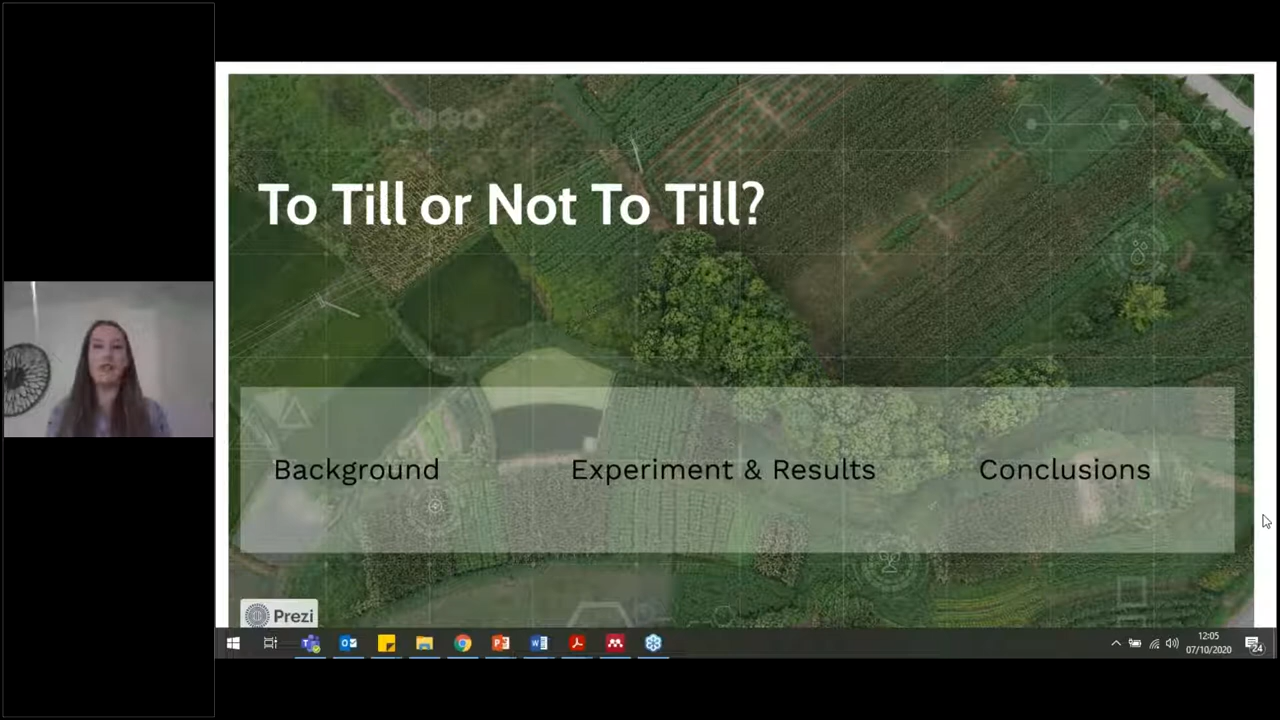 To Till or Not To Till?
Background
Experiment & Results
Conclusions
Prezi
12:05
07/10/2020
24